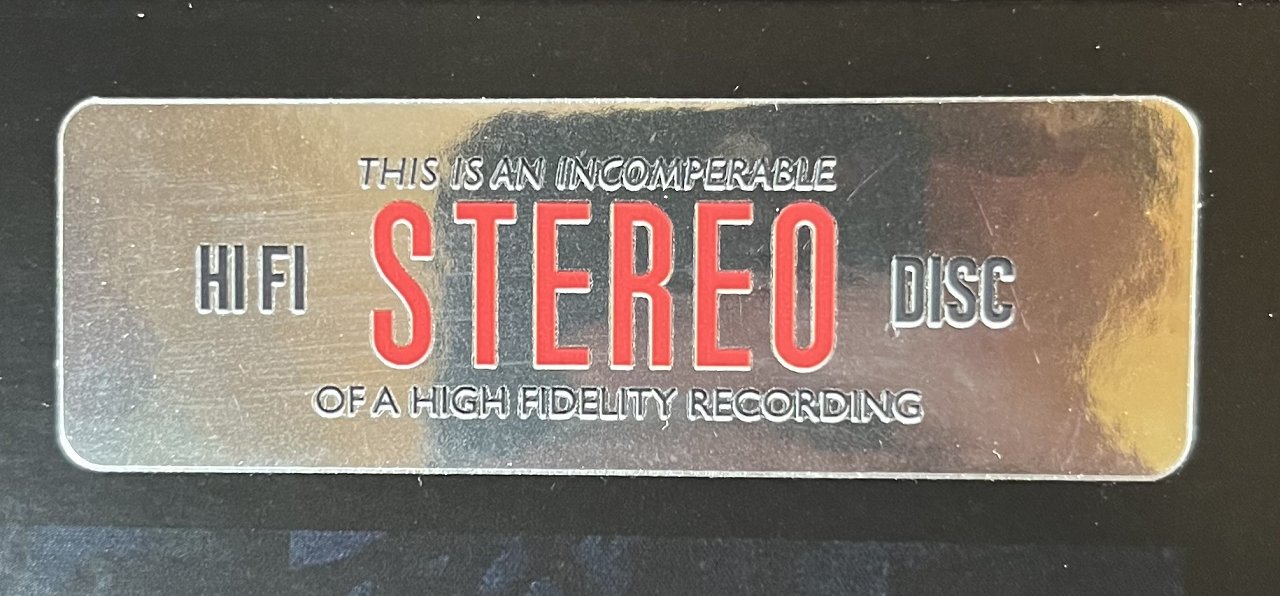 THIS IS AN INCOMPERABLE
HI FI STEREO DISC
OF A HIGH FIDELITY RECORDING